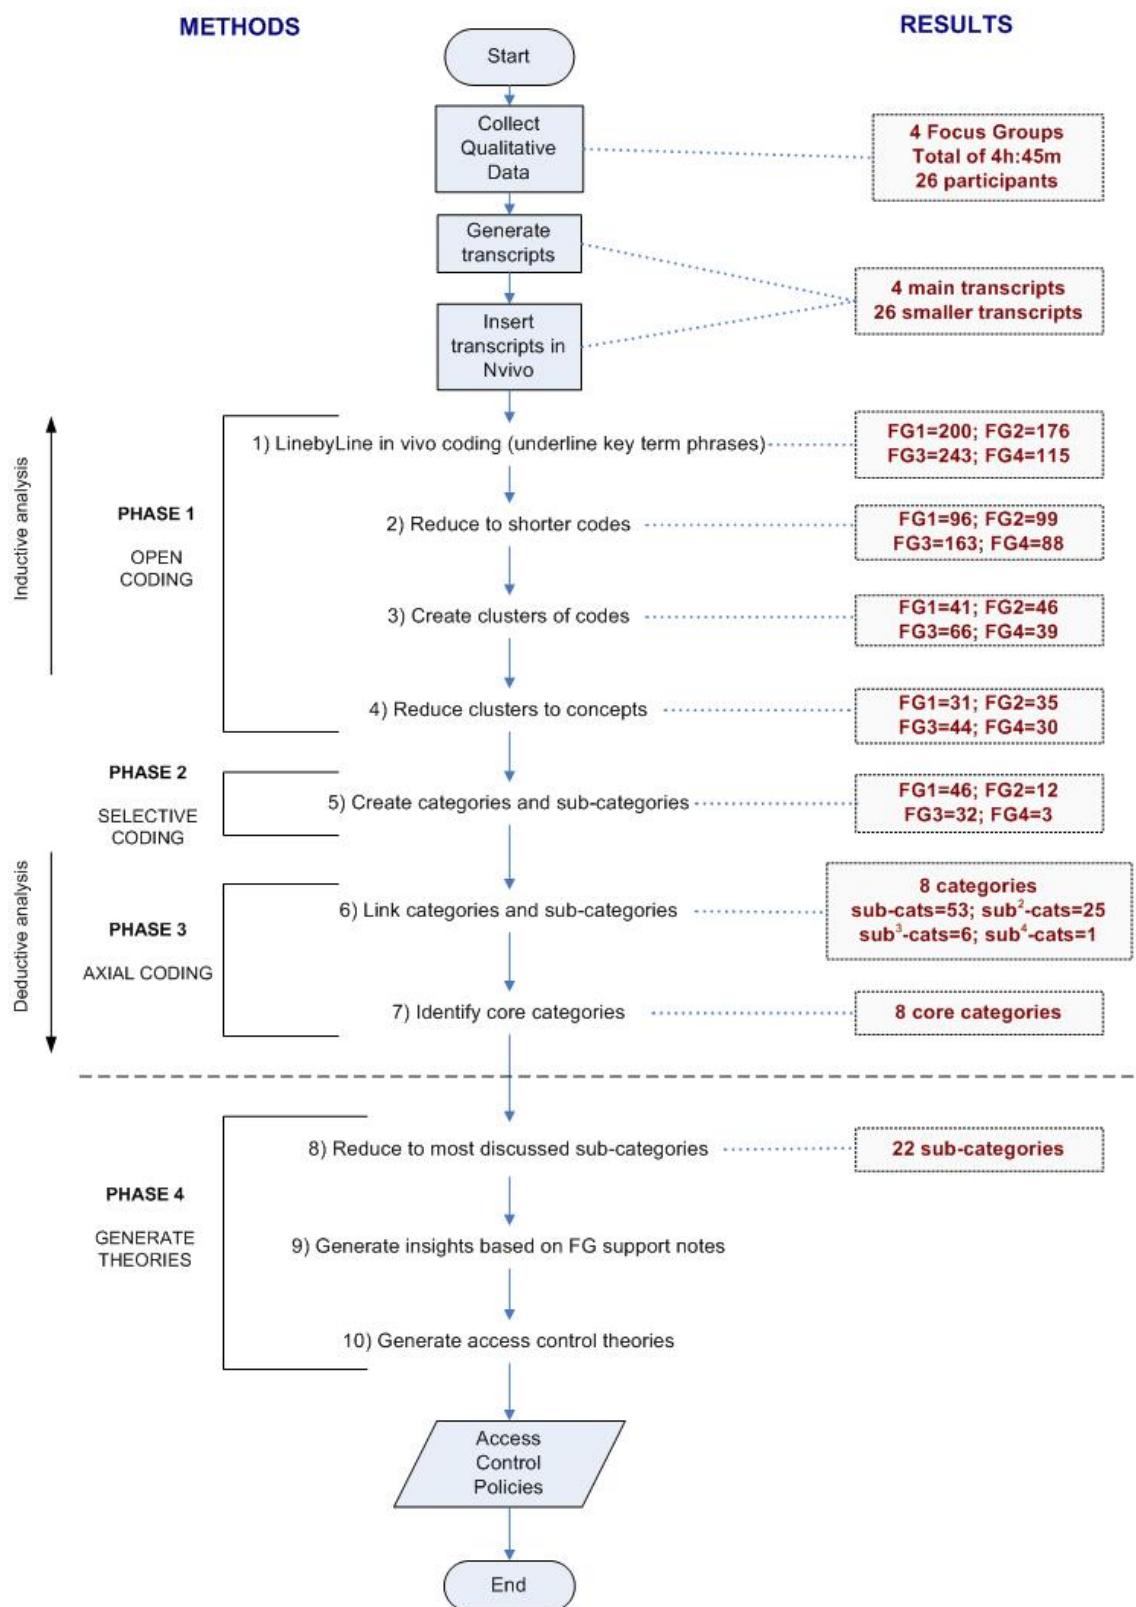 METHODS
RESULTS
Start
Collect
Qualitative
Data
4 Focus Groups
Total of 4h:45m
26 participants
Generate
transcripts
4 main transcripts
26 smaller transcripts
Insert
transcripts in
Nvivo
Inductive analysis
PHASE 1
OPEN
CODING
1) LinebyLine in vivo coding (underline key term phrases)
FG1=200; FG2=176
FG3=243; FG4=115
2) Reduce to shorter codes
FG1=96; FG2=99
FG3=163; FG4=88
3) Create clusters of codes
FG1=41; FG2=46
FG3=66; FG4=39
4) Reduce clusters to concepts
FG1=31; FG2=35
FG3=44; FG4=30
PHASE 2
SELECTIVE
CODING
5) Create categories and sub-categories
FG1=46; FG2=12
FG3=32; FG4=3
Deductive analysis
PHASE 3
AXIAL CODING
6) Link categories and sub-categories
8 categories
sub-cats=53; sub²-cats=25
sub³-cats=6; sub⁴-cats=1
7) Identify core categories
8 core categories
PHASE 4
GENERATE
THEORIES
8) Reduce to most discussed sub-categories
22 sub-categories
9) Generate insights based on FG support notes
10) Generate access control theories
Access
Control
Policies
End